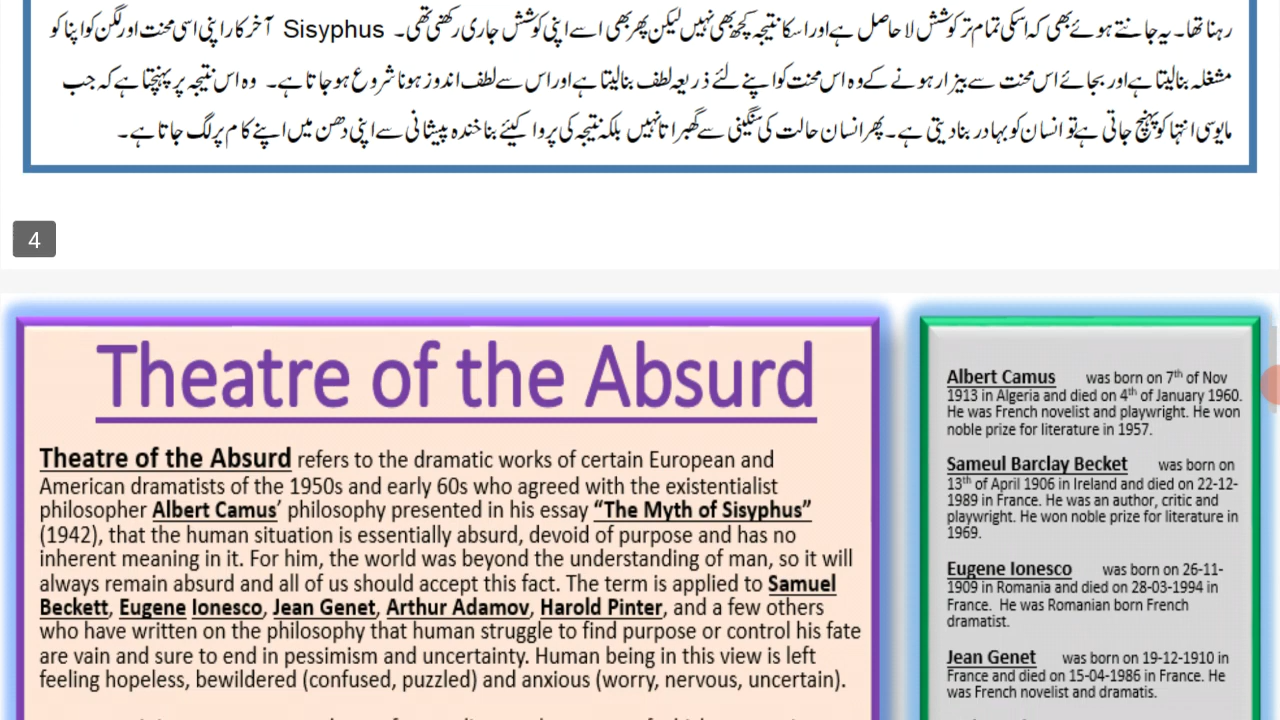 رہنا تھا۔ یہ جانتے ہوئے بھی کہ اسکی تمام تر کوشش لا حاصل ہے اور اسکا نتیجہ کچھ بھی نہیں لیکن پھر بھی اسے اپنی کوشش جاری رکھنی تھی۔ Sisyphus آخر کار اپنی اسی محنت اور لگن کو اپنا کو
مشغلہ بنا لیتا ہے اور بجائے اس محنت سے بیزار ہونے کے وہ اس محنت کو اپنے لئے ذریعہ لطف بنا لیتا ہے اور اس سے لطف اندوز ہونا شروع ہو جاتا ہے۔ وہ اس نتیجہ پر پہنچتا ہے کہ جب
مایوسی انتہا کو پہنچ جاتی ہے تو انسان کو بہادر بنا دیتی ہے۔ پھر انسان حالت کی سنگینی سے گھبراتا نہیں بلکہ نتیجہ کی پروا کیئے بنا خندہ پیشانی سے اپنی دھن میں اپنے کام پر لگ جاتا ہے۔
4
Theatre of the Absurd
Theatre of the Absurd refers to the dramatic works of certain European and
American dramatists of the 1950s and early 60s who agreed with the existentialist
philosopher Albert Camus’ philosophy presented in his essay “The Myth of Sisyphus”
(1942), that the human situation is essentially absurd, devoid of purpose and has no
inherent meaning in it. For him, the world was beyond the understanding of man, so it will
always remain absurd and all of us should accept this fact. The term is applied to Samuel
Beckett, Eugene Ionesco, Jean Genet, Arthur Adamov, Harold Pinter, and a few others
who have written on the philosophy that human struggle to find purpose or control his fate
are vain and sure to end in pessimism and uncertainty. Human being in this view is left
feeling hopeless, bewildered (confused, puzzled) and anxious (worry, nervous, uncertain).
Albert Camus was born on 7th of Nov
1913 in Algeria and died on 4th of January 1960.
He was French novelist and playwright. He won
noble prize for literature in 1957.
Sameul Barclay Becket was born on
13th of April 1906 in Ireland and died on 22-12-
1989 in France. He was an author, critic and
playwright. He won noble prize for literature in
1969.
Eugene Ionesco was born on 26-11-
1909 in Romania and died on 28-03-1994 in
France. He was Romanian born French
dramatist.
Jean Genet was born on 19-12-1910 in
France and died on 15-04-1986 in France. He
was French novelist and dramatis.